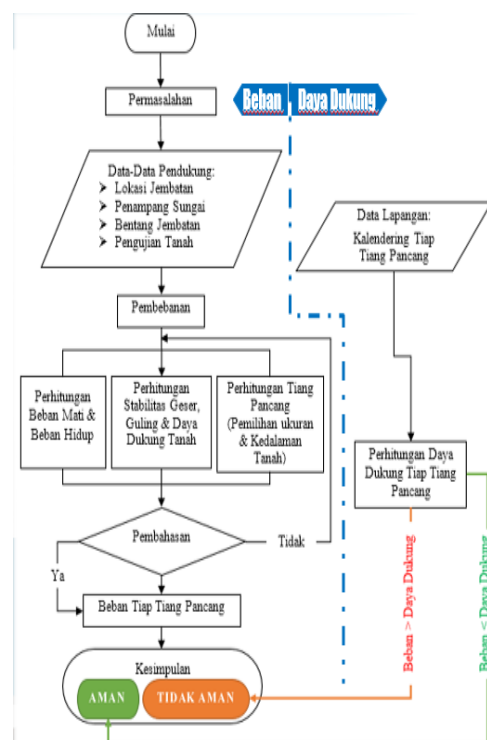 Mulai
Beban Daya Dukung
Permasalahan
Data-Data Pendukung:
➤ Lokasi Jembatan
➤ Penampang Sungai
➤ Bentang Jembatan
➤ Pengujian Tanah
Data Lapangan:
Kalendering Tiap
Tiang Pancang
Pembebanan
Perhitungan
Beban Mati &
Beban Hidup
Perhitungan
Stabilitas Geser,
Guling & Daya
Dukung Tanah
Perhitungan Tiang
Pancang
(Pemilihan ukuran
& Kedalaman
Tanah)
Perhitungan Daya
Dukung Tiap Tiang
Pancang
Pembahasan
Tidak
Ya
Beban Tiap Tiang Pancang
Beban > Daya Dukung
Beban < Daya Dukung
Kesimpulan
AMAN
TIDAK AMAN